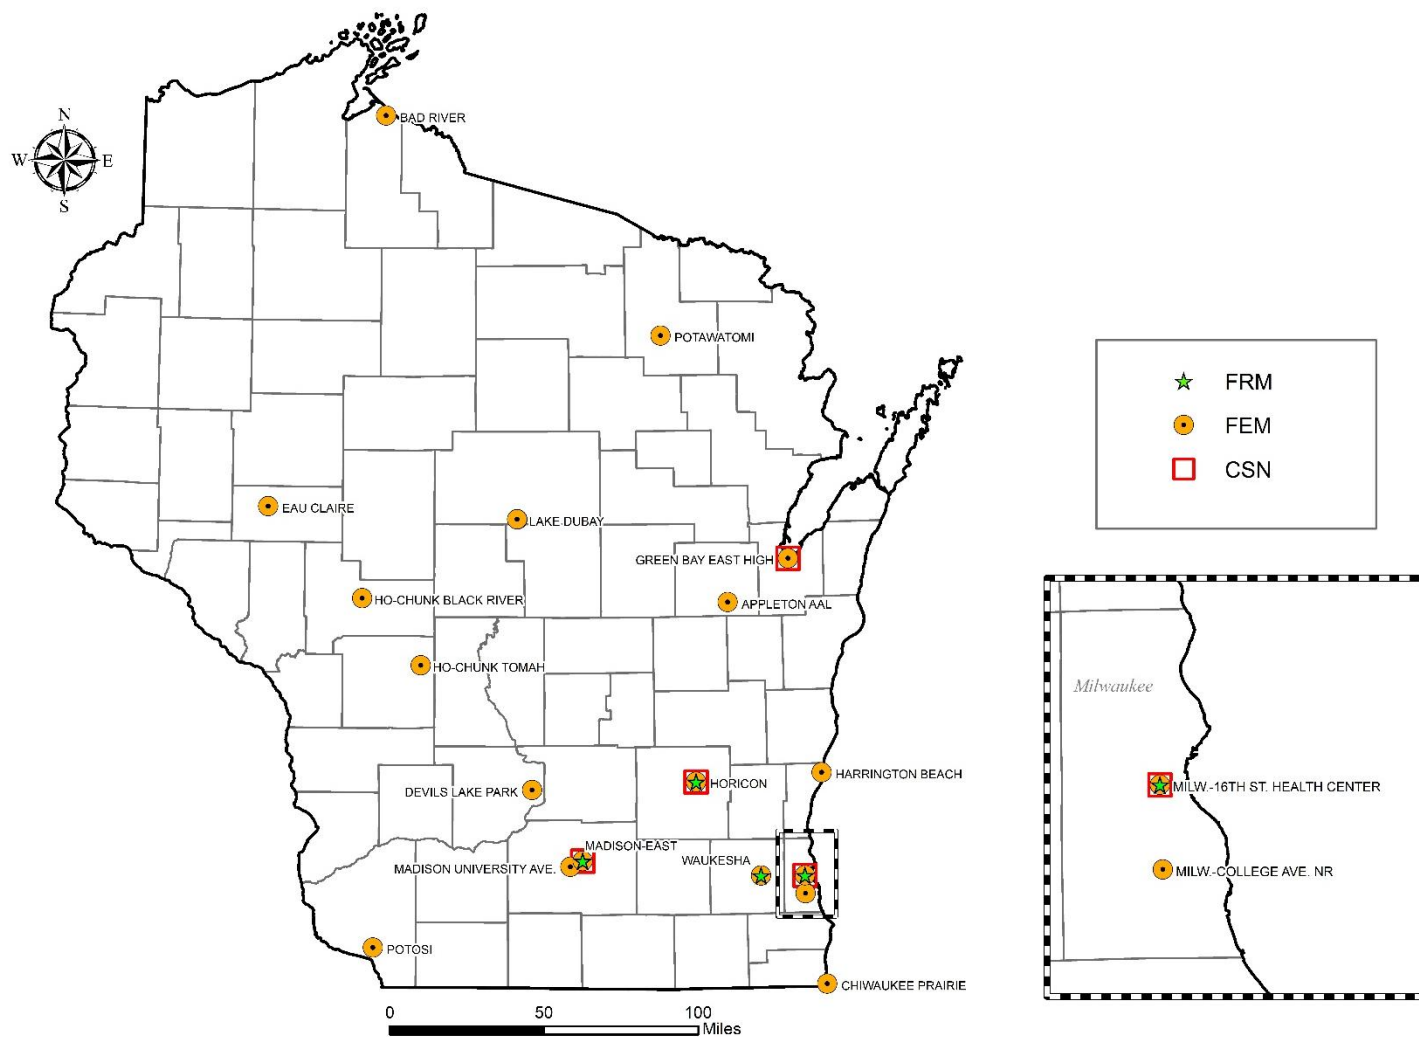 N
W
E
S
BAD RIVER
POTAWATOMI
FRM
FEM
CSN
EAU CLAIRE
LAKE DUBAY
GREEN BAY EAST HIGH
HO-CHUNK BLACK RIVER
APPLETON AAL
HO-CHUNK TOMAH
Milwaukee
HARRINGTON BEACH
HORICON
DEVILS LAKE PARK
MILW.-16TH ST. HEALTH CENTER
MADISON-EAST
WAUKESHA
MADISON UNIVERSITY AVE.
MILW.-COLLEGE AVE. NR
POTOSI
CHIWAUKEE PRAIRIE
0 50 100
Miles